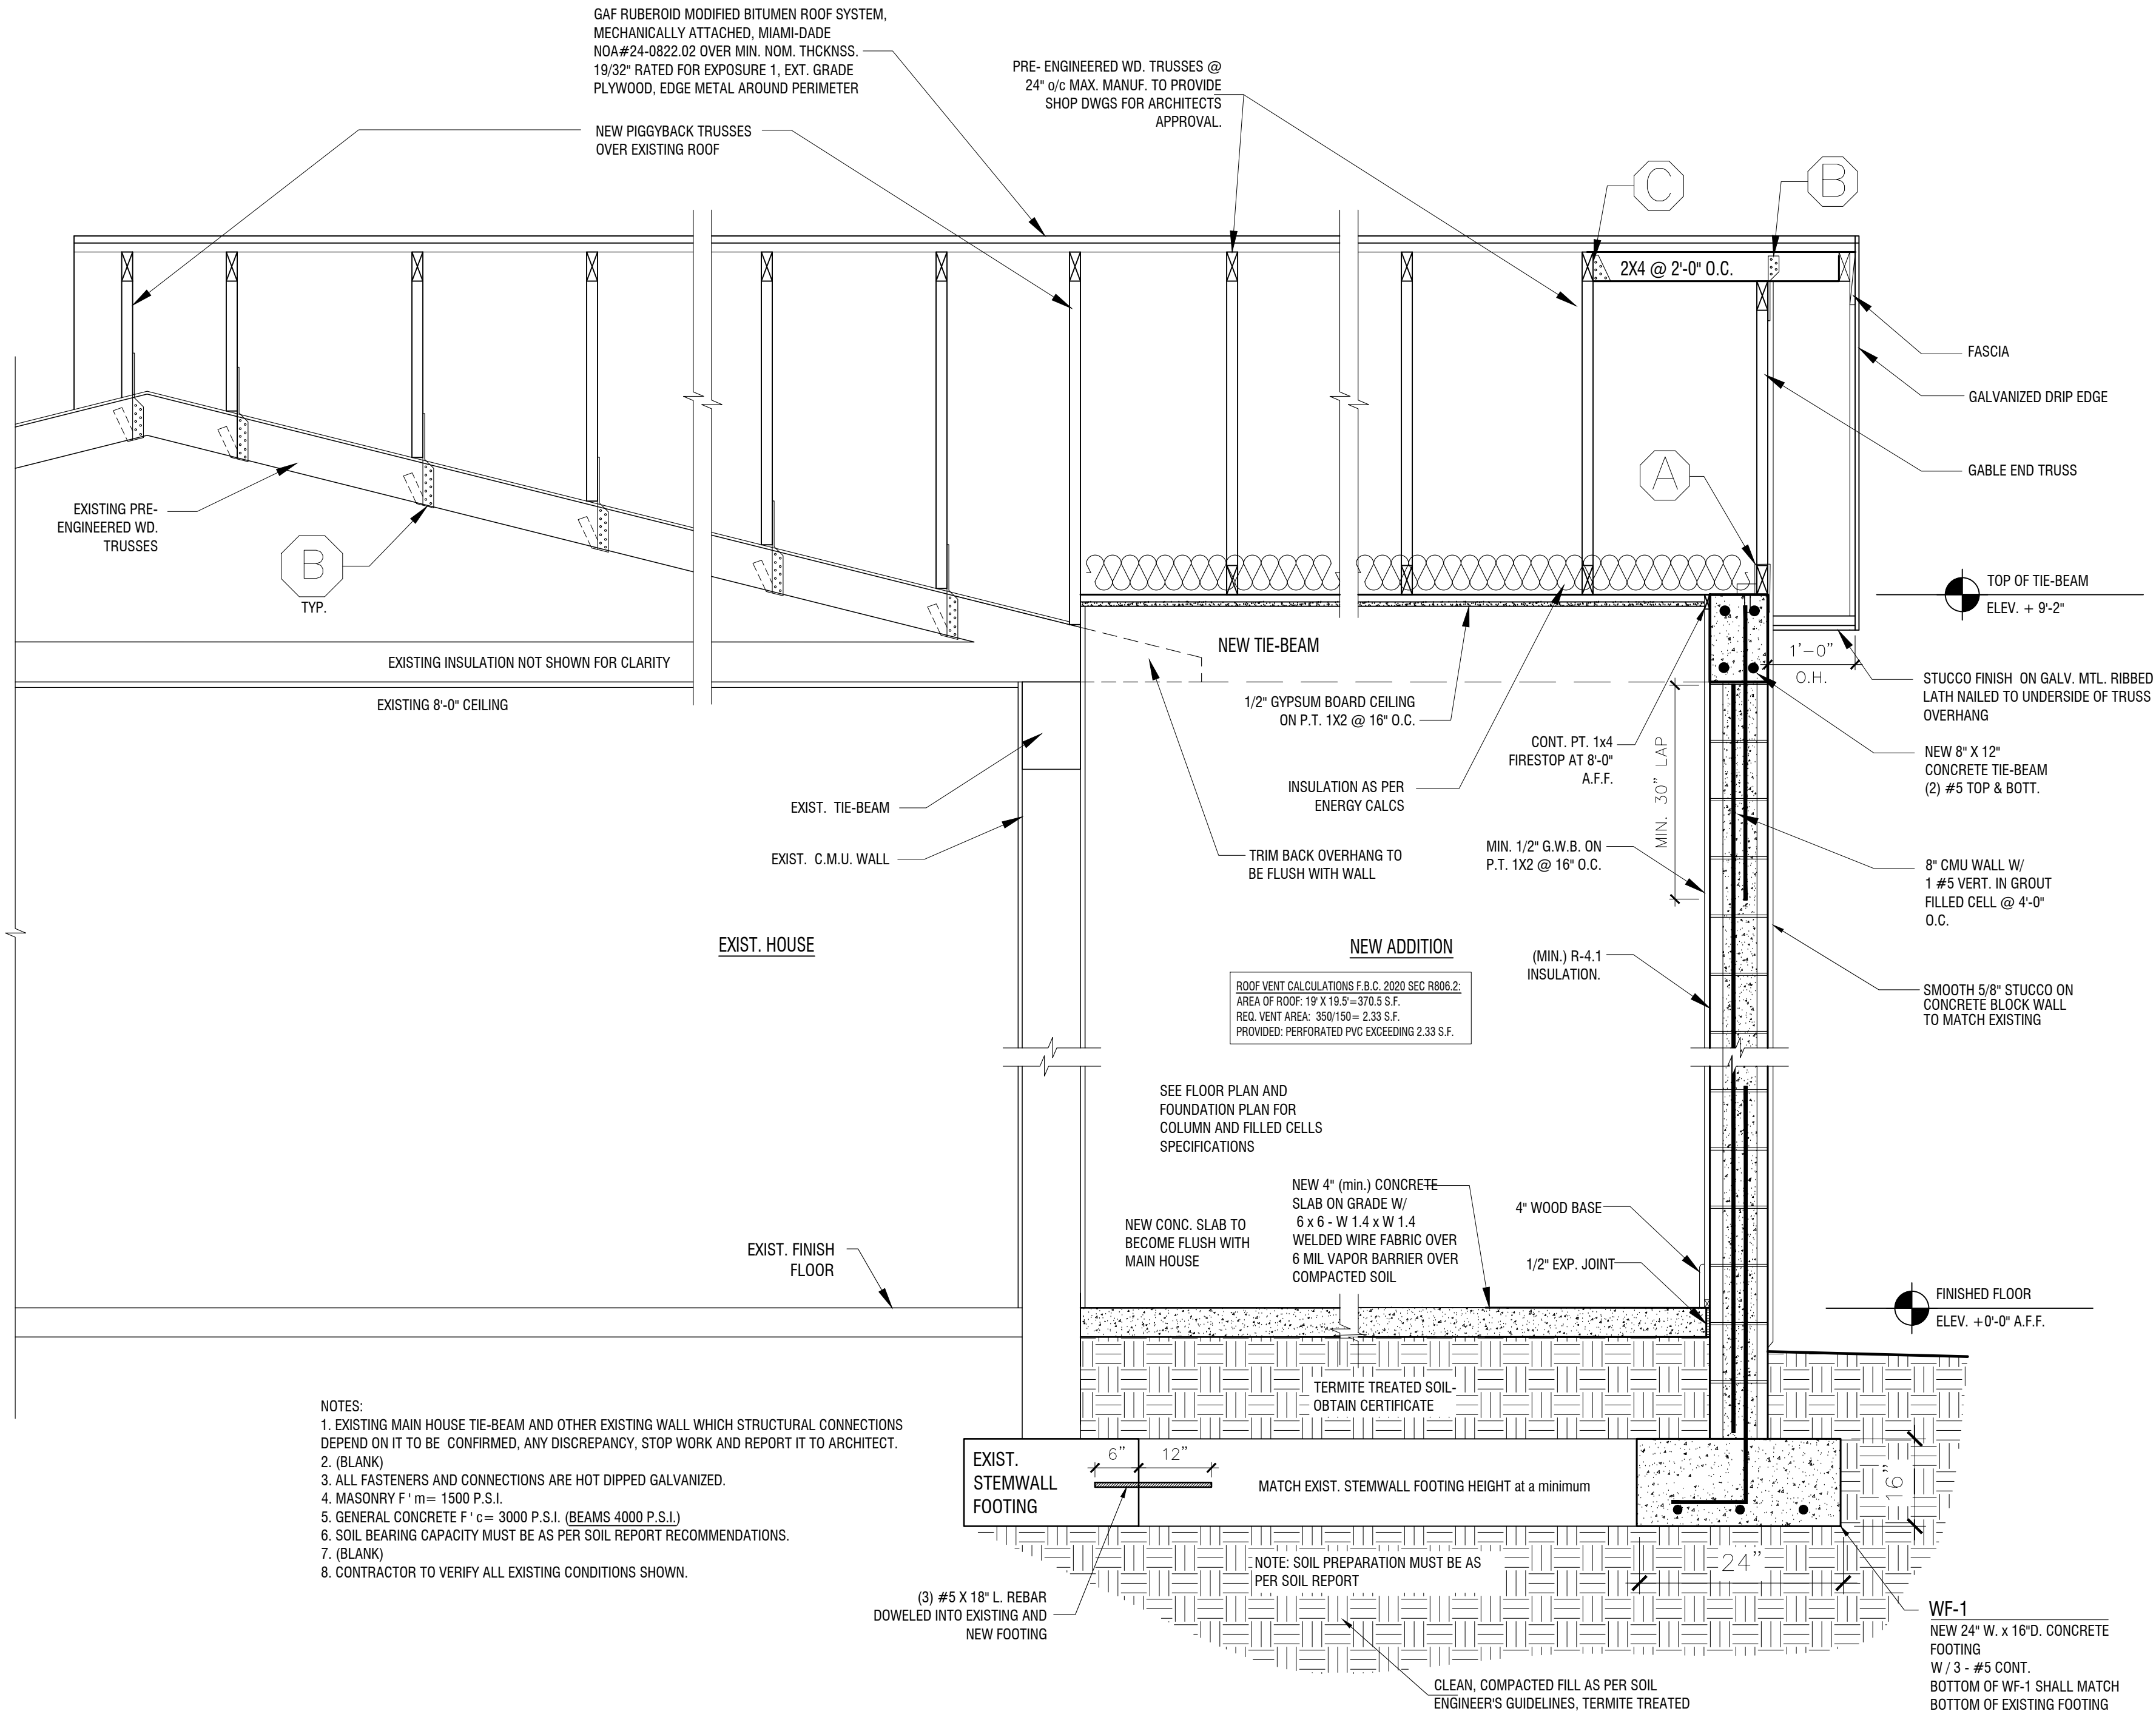 GAF RUBEROID MODIFIED BITUMEN ROOF SYSTEM,
MECHANICALLY ATTACHED, MIAMI-DADE
NOA#24-0822.02 OVER MIN. NOM. THCKNSS.
19/32" RATED FOR EXPOSURE 1, EXT. GRADE
PLYWOOD, EDGE METAL AROUND PERIMETER
PRE- ENGINEERED WD. TRUSSES @
24" o/c MAX. MANUF. TO PROVIDE
SHOP DWGS FOR ARCHITECTS
APPROVAL.
NEW PIGGYBACK TRUSSES
OVER EXISTING ROOF
C
B
2X4 @ 2'-0" O.C.
FASCIA
GALVANIZED DRIP EDGE
GABLE END TRUSS
A
EXISTING PRE-
ENGINEERED WD.
TRUSSES
B
TYP.
TOP OF TIE-BEAM
ELEV. + 9'-2"
NEW TIE-BEAM
1'-0"
O.H.
EXISTING INSULATION NOT SHOWN FOR CLARITY
EXISTING 8'-0" CEILING
1/2" GYPSUM BOARD CEILING
ON P.T. 1X2 @ 16" O.C.
STUCCO FINISH ON GALV. MTL. RIBBED
LATH NAILED TO UNDERSIDE OF TRUSS
OVERHANG
CONT. PT. 1x4
FIRESTOP AT 8'-0"
A.F.F.
MIN. 30" LAP
NEW 8" X 12"
CONCRETE TIE-BEAM
(2) #5 TOP & BOTT.
INSULATION AS PER
ENERGY CALCS
EXIST. TIE-BEAM
EXIST. C.M.U. WALL
TRIM BACK OVERHANG TO
BE FLUSH WITH WALL
MIN. 1/2" G.W.B. ON
P.T. 1X2 @ 16" O.C.
8" CMU WALL W/
1 #5 VERT. IN GROUT
FILLED CELL @ 4'-0"
O.C.
EXIST. HOUSE
NEW ADDITION
(MIN.) R-4.1
INSULATION.
ROOF VENT CALCULATIONS F.B.C. 2020 SEC R806.2:
AREA OF ROOF: 19' X 19.5'=370.5 S.F.
REQ. VENT AREA: 350/150= 2.33 S.F.
PROVIDED: PERFORATED PVC EXCEEDING 2.33 S.F.
SMOOTH 5/8" STUCCO ON
CONCRETE BLOCK WALL
TO MATCH EXISTING
SEE FLOOR PLAN AND
FOUNDATION PLAN FOR
COLUMN AND FILLED CELLS
SPECIFICATIONS
NEW 4" (min.) CONCRETE
SLAB ON GRADE W/
6 x 6 - W 1.4 x W 1.4
WELDED WIRE FABRIC OVER
6 MIL VAPOR BARRIER OVER
COMPACTED SOIL
4" WOOD BASE
1/2" EXP. JOINT
NEW CONC. SLAB TO
BECOME FLUSH WITH
MAIN HOUSE
EXIST. FINISH
FLOOR
FINISHED FLOOR
ELEV. +0'-0" A.F.F.
TERMITE TREATED SOIL-
OBTAIN CERTIFICATE
NOTES:
1. EXISTING MAIN HOUSE TIE-BEAM AND OTHER EXISTING WALL WHICH STRUCTURAL CONNECTIONS
DEPEND ON IT TO BE CONFIRMED, ANY DISCREPANCY, STOP WORK AND REPORT IT TO ARCHITECT.
2. (BLANK)
3. ALL FASTENERS AND CONNECTIONS ARE HOT DIPPED GALVANIZED.
4. MASONRY F ' m= 1500 P.S.I.
5. GENERAL CONCRETE F ' c= 3000 P.S.I. (BEAMS 4000 P.S.I.)
6. SOIL BEARING CAPACITY MUST BE AS PER SOIL REPORT RECOMMENDATIONS.
7. (BLANK)
8. CONTRACTOR TO VERIFY ALL EXISTING CONDITIONS SHOWN.
EXIST.
STEMWALL
FOOTING
6" 12"
MATCH EXIST. STEMWALL FOOTING HEIGHT at a minimum
16"
NOTE: SOIL PREPARATION MUST BE AS
PER SOIL REPORT
24"
(3) #5 X 18" L. REBAR
DOWELED INTO EXISTING AND
NEW FOOTING
WF-1
NEW 24" W. x 16"D. CONCRETE
FOOTING
W / 3 - #5 CONT.
BOTTOM OF WF-1 SHALL MATCH
BOTTOM OF EXISTING FOOTING
CLEAN, COMPACTED FILL AS PER SOIL
ENGINEER'S GUIDELINES, TERMITE TREATED